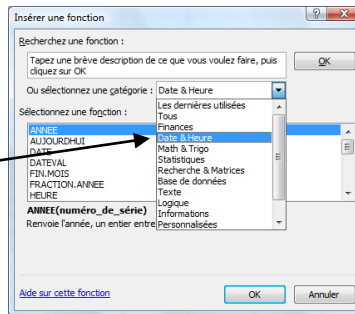 Insérer une fonction
Recherchez une fonction :
Tapez une brève description de ce que vous voulez faire, puis
cliquez sur OK
OK
Ou sélectionnez une catégorie : Date & Heure
Les dernières utilisées
Tous
Finances
Date & Heure
Math & Trigo
Statistiques
Recherche & Matrices
Base de données
Texte
Logique
Informations
Personnalisées
Sélectionnez une fonction :
ANNEE
AUJOURDHUI
DATE
DATEVAL
FIN.MOIS
FRACTION.ANNEE
HEURE
ANNEE(numéro_de_série)
Renvoie l'année, un entier entre
Aide sur cette fonction
OK
Annuler